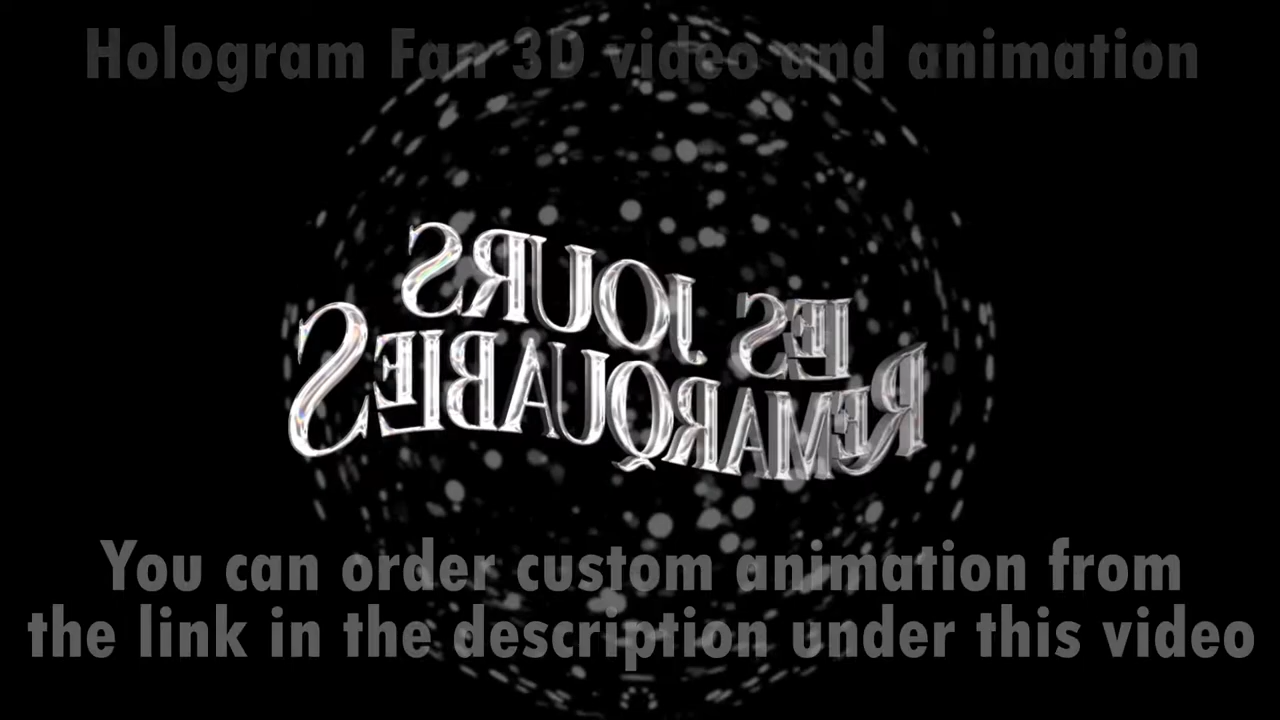 Hologram Fan 3D video and animation
LES JOURS
REMARQUABLES
You can order custom animation from
the link in the description under this video